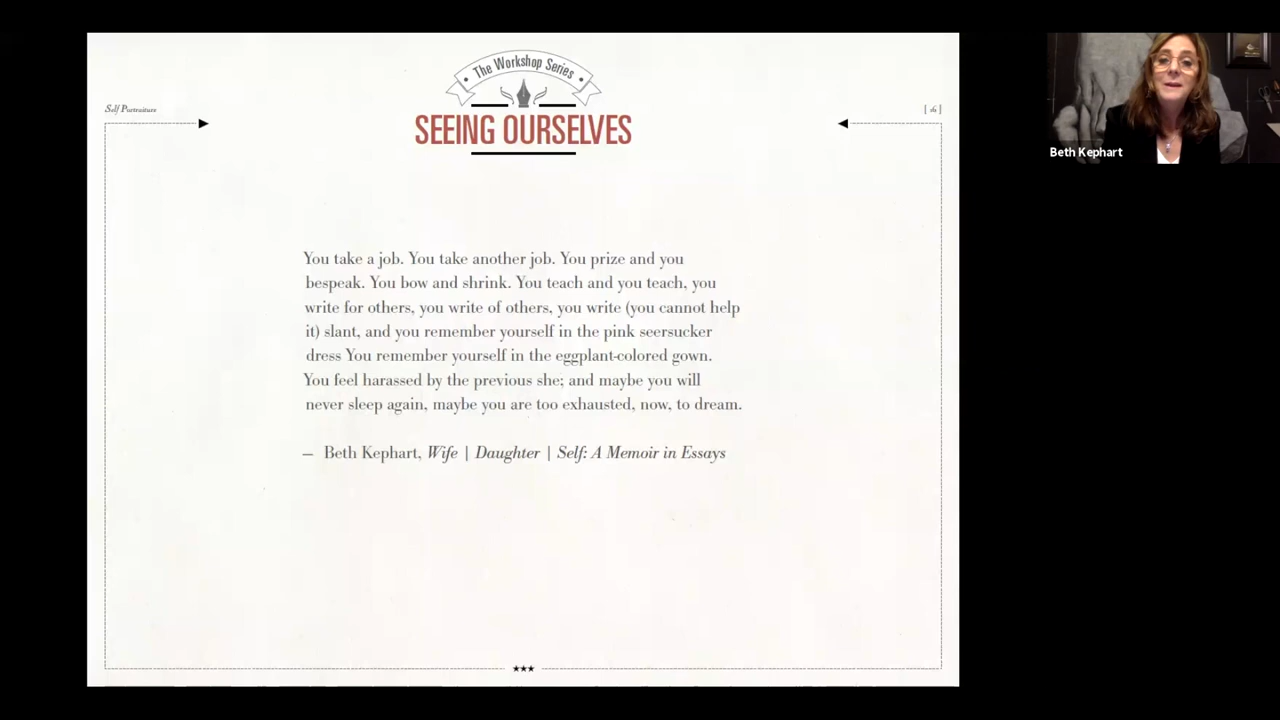 The Workshop Series
Self Portraiture
SEEING OURSELVES
You take a job. You take another job. You prize and you
bespeak. You bow and shrink. You teach and you teach, you
write for others, you write of others, you write (you cannot help
it) slant, and you remember yourself in the pink seersucker
dress You remember yourself in the eggplant-colored gown.
You feel harassed by the previous she; and maybe you will
never sleep again, maybe you are too exhausted, now, to dream.
— Beth Kephart, Wife | Daughter | Self: A Memoir in Essays
Beth Kephart